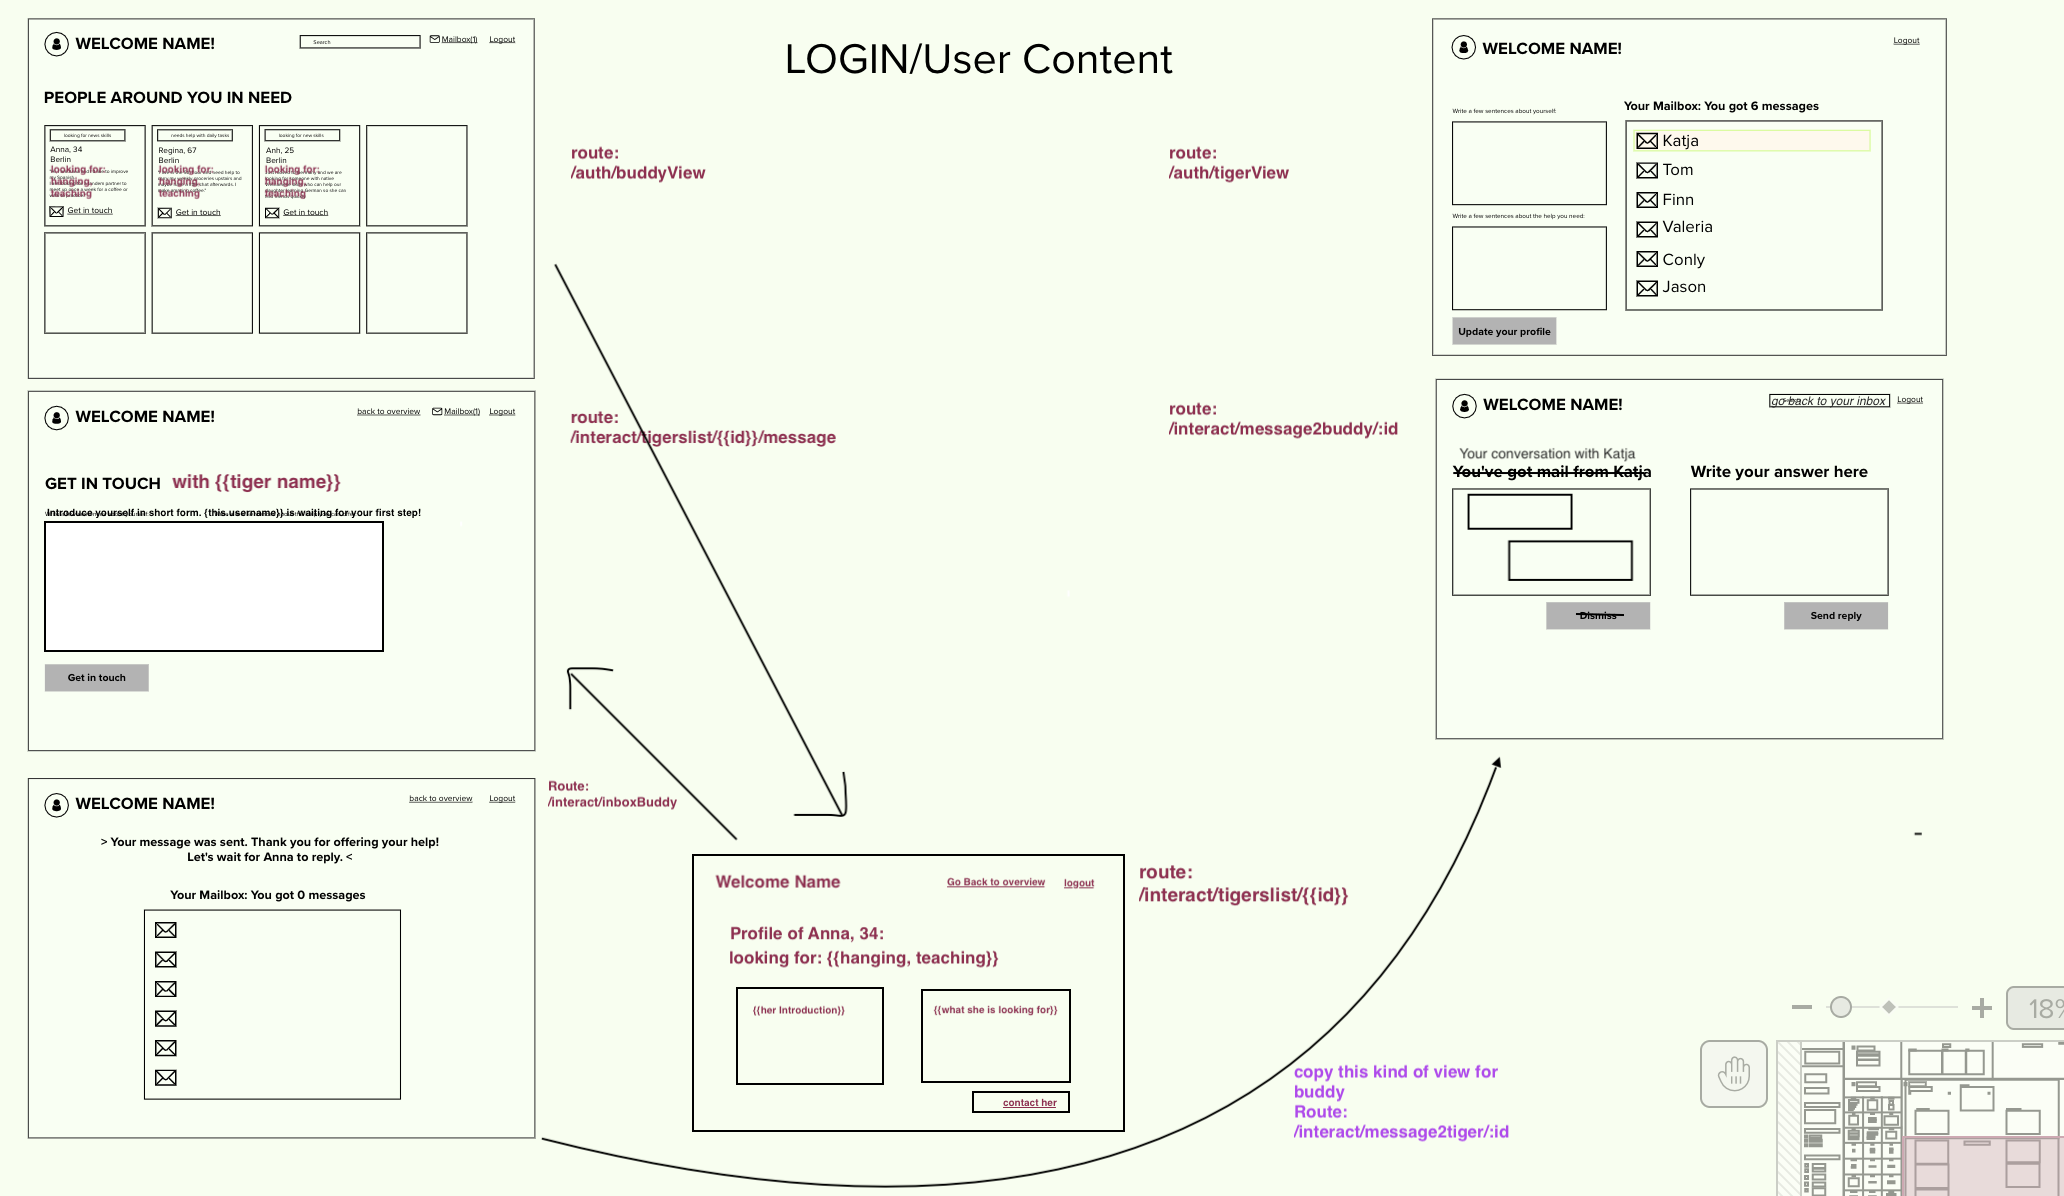 LOGIN/User Content
WELCOME NAME!
Search
Mailbox(1)
Logout
PEOPLE AROUND YOU IN NEED
looking for news skills
Anna, 34
Berlin
looking for:
hanging,
teaching
Get in touch
needs help with daily tasks
Regina, 67
Berlin
looking for:
hanging,
teaching
Get in touch
looking for new skills
Anh, 25
Berlin
looking for:
hanging,
teaching
Get in touch
route:
/auth/buddyView
WELCOME NAME!
back to overview
Mailbox(1)
Logout
GET IN TOUCH with {{tiger name}}
Introduce yourself in short form. {this.username}} is waiting for your first step!
Get in touch
route:
/interact/tigerslist/{{id}}/message
WELCOME NAME!
back to overview
Logout
> Your message was sent. Thank you for offering your help!
Let's wait for Anna to reply. <
Your Mailbox: You got 0 messages
Route:
/interact/inboxBuddy
Welcome Name
Go Back to overview
logout
Profile of Anna, 34:
looking for: {{hanging, teaching}}
{{her Introduction}}
{{what she is looking for}}
contact her
route:
/interact/tigerslist/{{id}}
route:
/auth/tigerView
WELCOME NAME!
Logout
Write a few sentences about yourself:
Write a few sentences about the help you need:
Update your profile
Your Mailbox: You got 6 messages
Katja
Tom
Finn
Valeria
Conly
Jason
route:
/interact/message2buddy/:id
WELCOME NAME!
go back to your inbox
Logout
Your conversation with Katja
You've got mail from Katja
Write your answer here
Dismiss
Send reply
copy this kind of view for
buddy
Route:
/interact/message2tiger/:id
-
18%